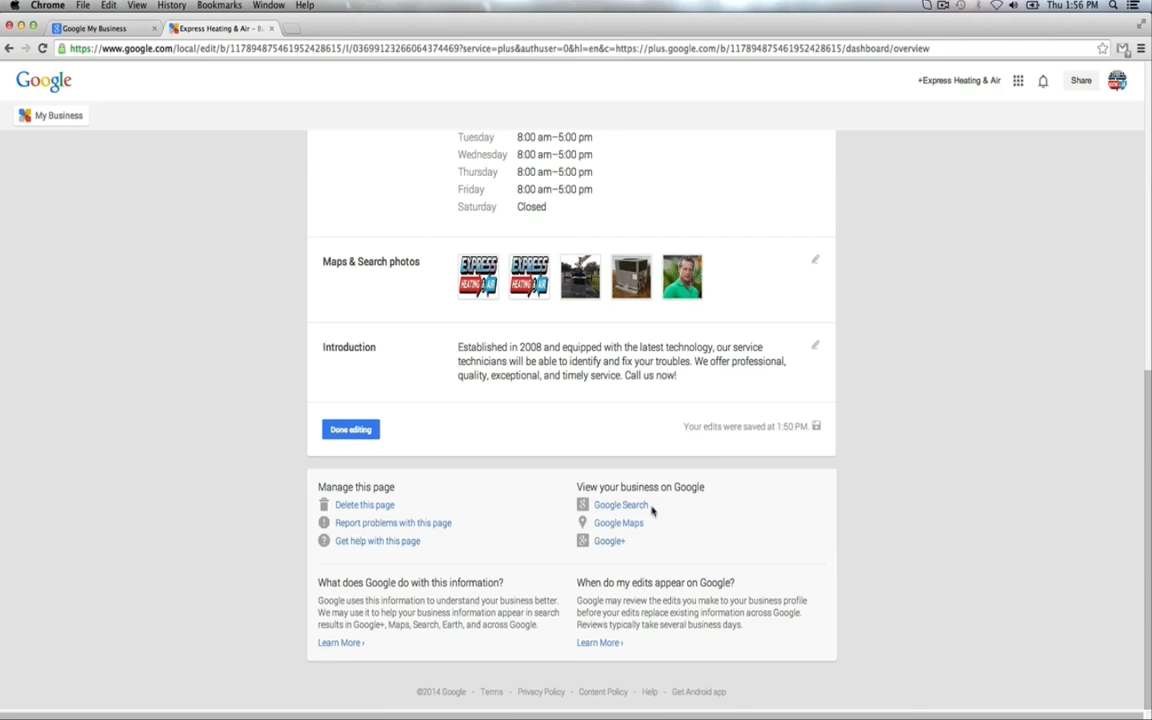 Chrome File Edit View History Bookmarks Window Help Thu 1:56 PM
Google My Business Express Heating & Air – B
https://www.google.com/local/edit/b/117894875461952428615/l/03699123266064374469?service=plus&authuser=0&hl=en&c=https://plus.google.com/b/117894875461952428615/dashboard/overview
Google +Express Heating & Air Share
My Business
Tuesday 8:00 am–5:00 pm
Wednesday 8:00 am–5:00 pm
Thursday 8:00 am–5:00 pm
Friday 8:00 am–5:00 pm
Saturday Closed
Maps & Search photos
EXPRESS HEATING & AIR EXPRESS HEATING & AIR
Introduction
Established in 2008 and equipped with the latest technology, our service
technicians will be able to identify and fix your troubles. We offer professional,
quality, exceptional, and timely service. Call us now!
Done editing Your edits were saved at 1:50 PM.
Manage this page
Delete this page
Report problems with this page
Get help with this page
View your business on Google
Google Search
Google Maps
Google+
What does Google do with this information?
Google uses this information to understand your business better.
We may use it to help your business information appear in search
results in Google+, Maps, Search, Earth, and across Google.
Learn More ›
When do my edits appear on Google?
Google may review the edits you make to your business profile
before your edits replace existing information across Google.
Reviews typically take several business days.
Learn More ›
©2014 Google - Terms - Privacy Policy - Content Policy - Help - Get Android app